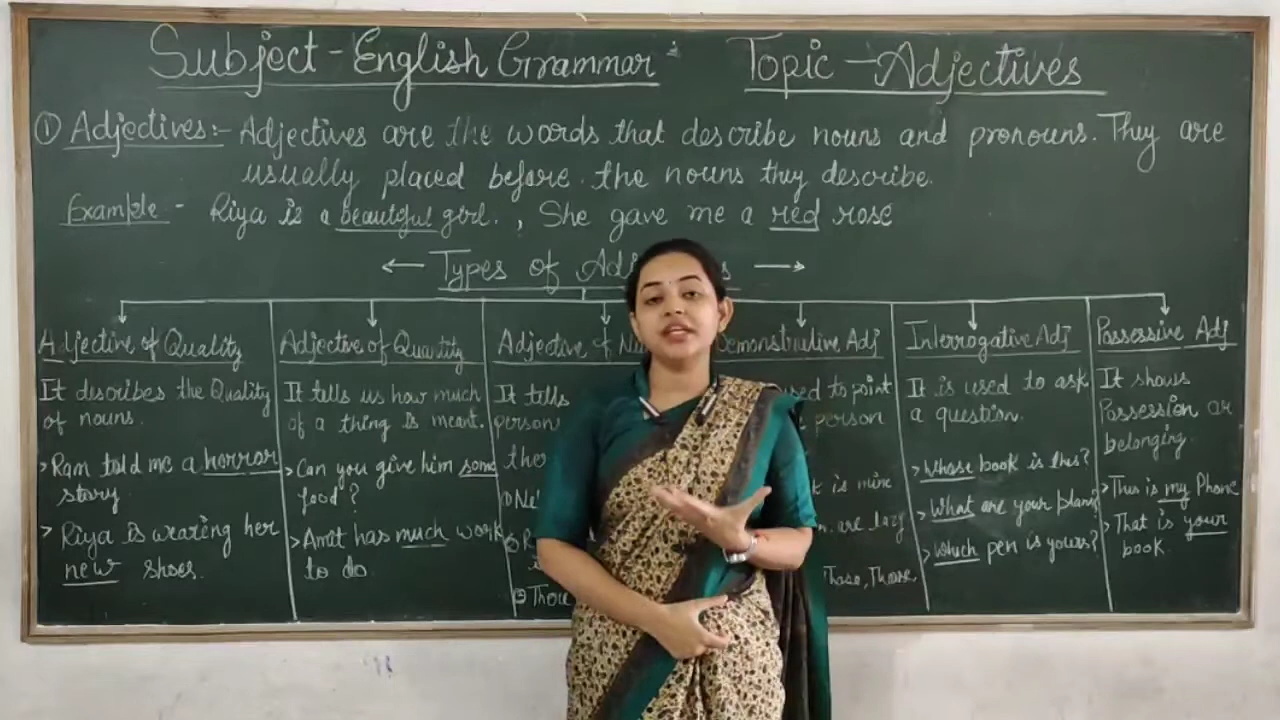 Subject - English Grammar Topic - Adjectives
① Adjectives:- Adjectives are the words that describe nouns and pronouns. They are
usually placed before the nouns they describe.
Example - Riya is a beautiful girl. , She gave me a red rose
← Types of Adj s →
Adjective of Quality
It describes the Quality
of nouns.
> Ram told me a horror
story
> Riya is wearing her
new shoes.
Adjective of Quantity
It tells us how much
of a thing is meant.
> Can you give him some
food?
> Amit has much work
to do
Adjective of
It tells
person
Demonstrative Adj
used to point
person
is mine
are lazy
Those, These,
Interrogative Adj
It is used to ask
a question.
> Whose book is this?
> What are your plans?
> Which pen is yours?
Possessive Adj
It shows
Possession or
belonging.
> This is my Phone
> That is your
book.